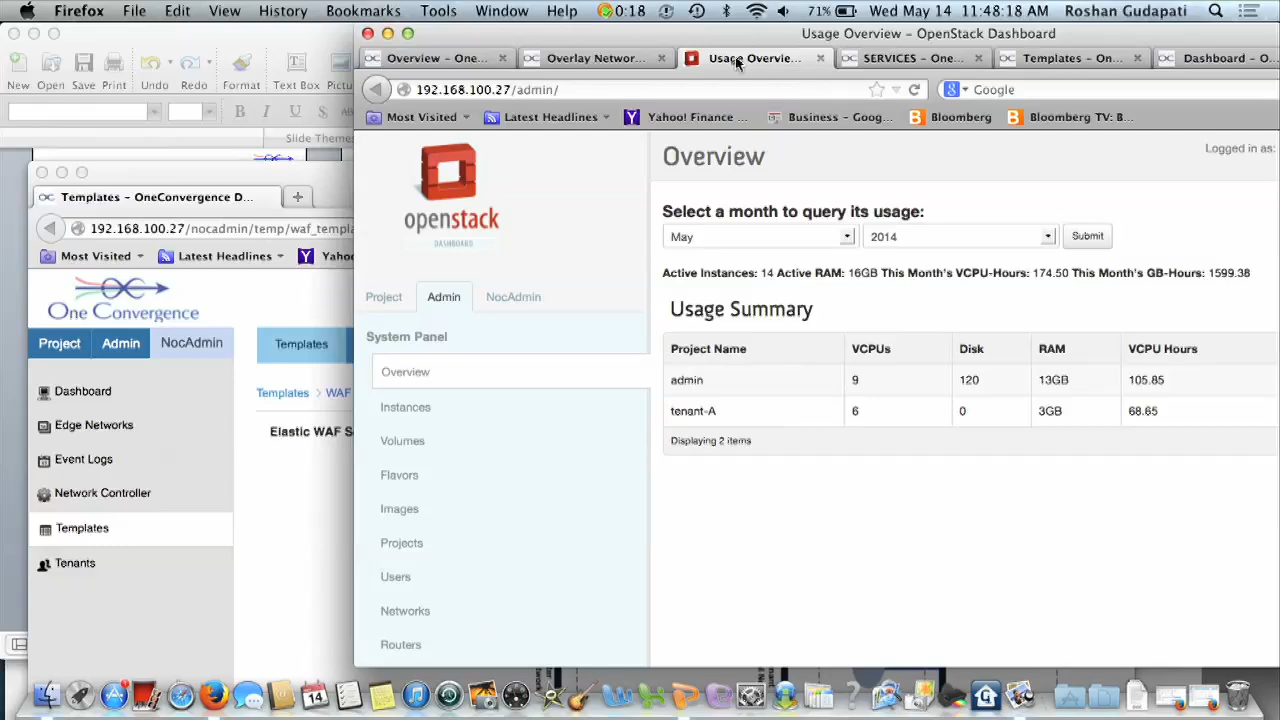 Firefox File Edit View History Bookmarks Tools Window Help 0:18 71% Wed May 14 11:48:18 AM Roshan Gudapati
Usage Overview – OpenStack Dashboard
Overview – One... Overlay Networ... Usage Overvie... SERVICES – One... Templates – On... Dashboard – O...
192.168.100.27/admin/ Google
Most Visited Latest Headlines Yahoo! Finance ... Business – Goog... Bloomberg Bloomberg TV: B...
New Open Save Print Undo Redo Text Box
B I U
Slide Themes
Templates – OneConvergence D...
192.168.100.27/nocadmin/temp/waf_templa
Most Visited Latest Headlines Yahoo
One Convergence
Project Admin NocAdmin
Dashboard
Edge Networks
Event Logs
Network Controller
Templates
Tenants
Templates
Templates > WAF
Elastic WAF S
openstack
DASHBOARD
Project Admin NocAdmin
System Panel
Overview
Instances
Volumes
Flavors
Images
Projects
Users
Networks
Routers
Overview
Logged in as:
Select a month to query its usage:
May 2014 Submit
Active Instances: 14 Active RAM: 16GB This Month's VCPU-Hours: 174.50 This Month's GB-Hours: 1599.38
Usage Summary
Project Name VCPUs Disk RAM VCPU Hours
admin 9 120 13GB 105.85
tenant-A 6 0 3GB 68.65
Displaying 2 items